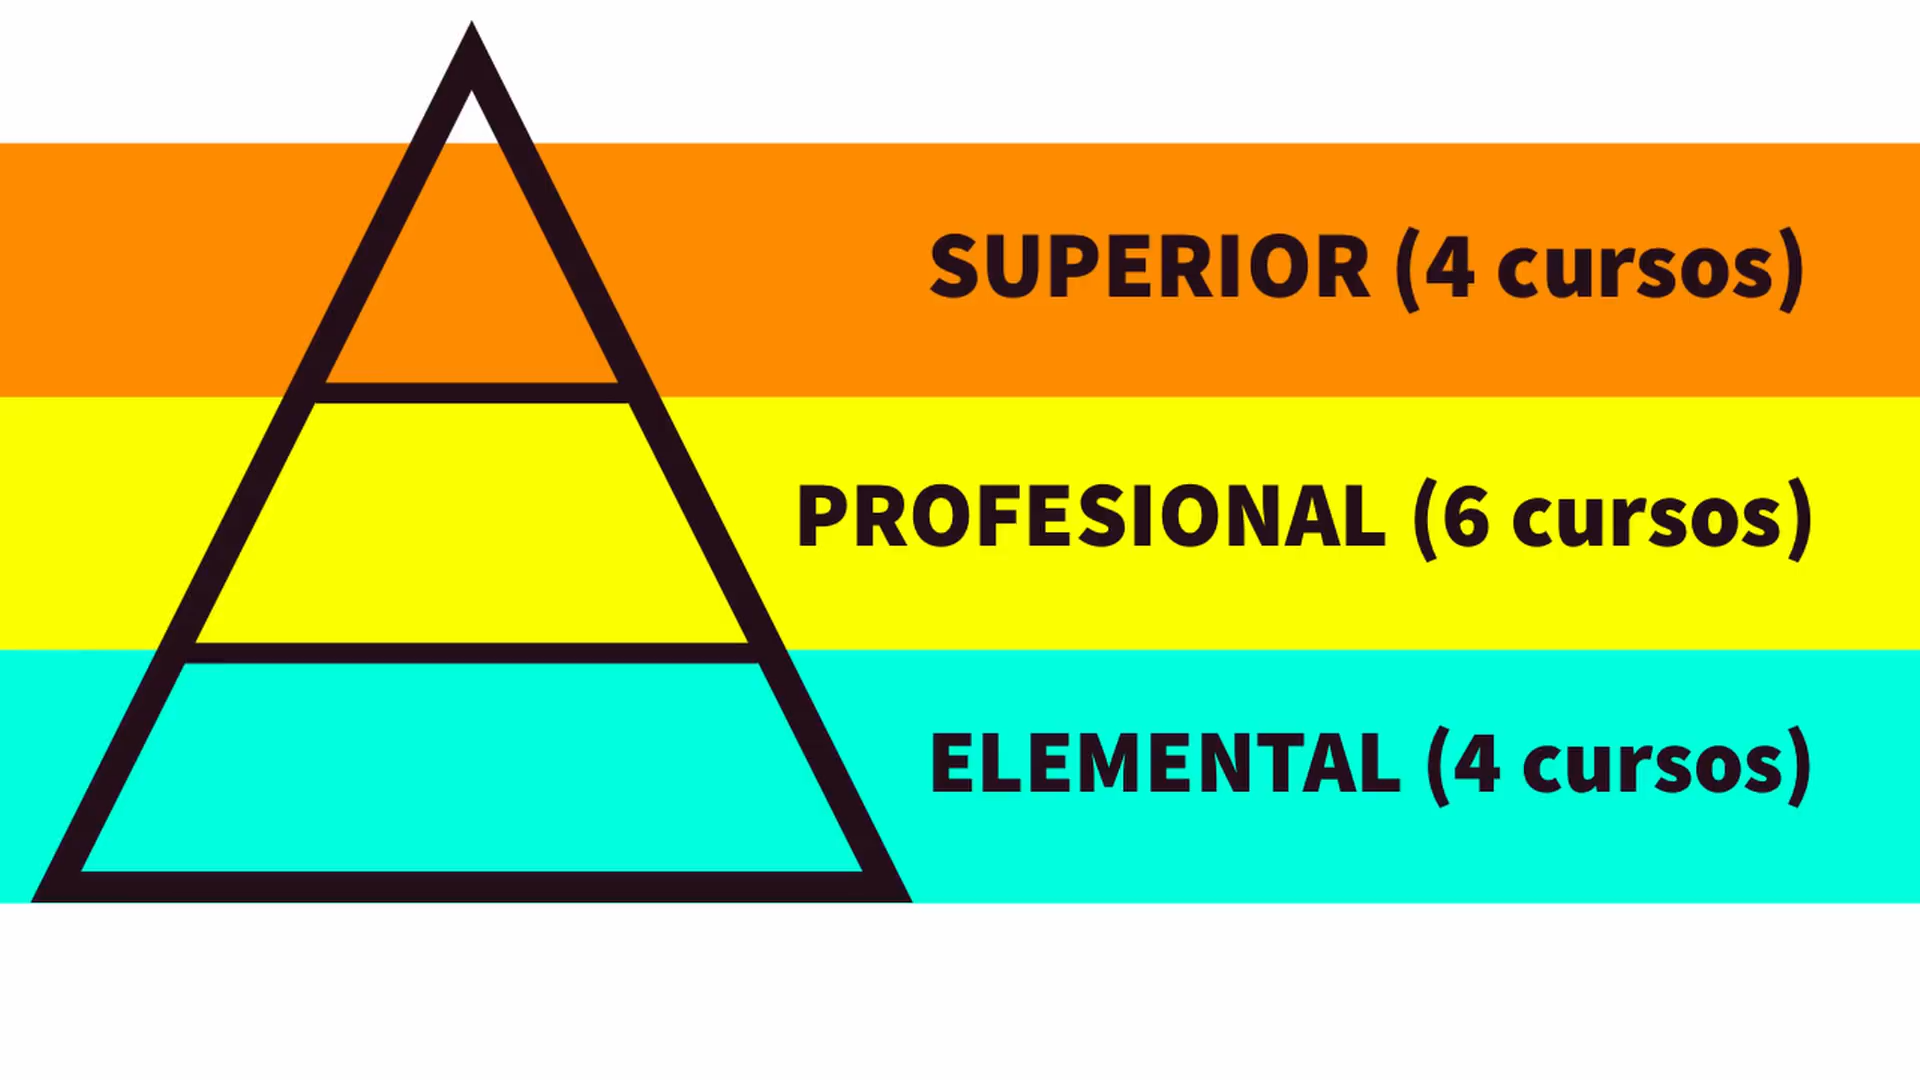 SUPERIOR (4 cursos)
PROFESIONAL (6 cursos)
ELEMENTAL (4 cursos)